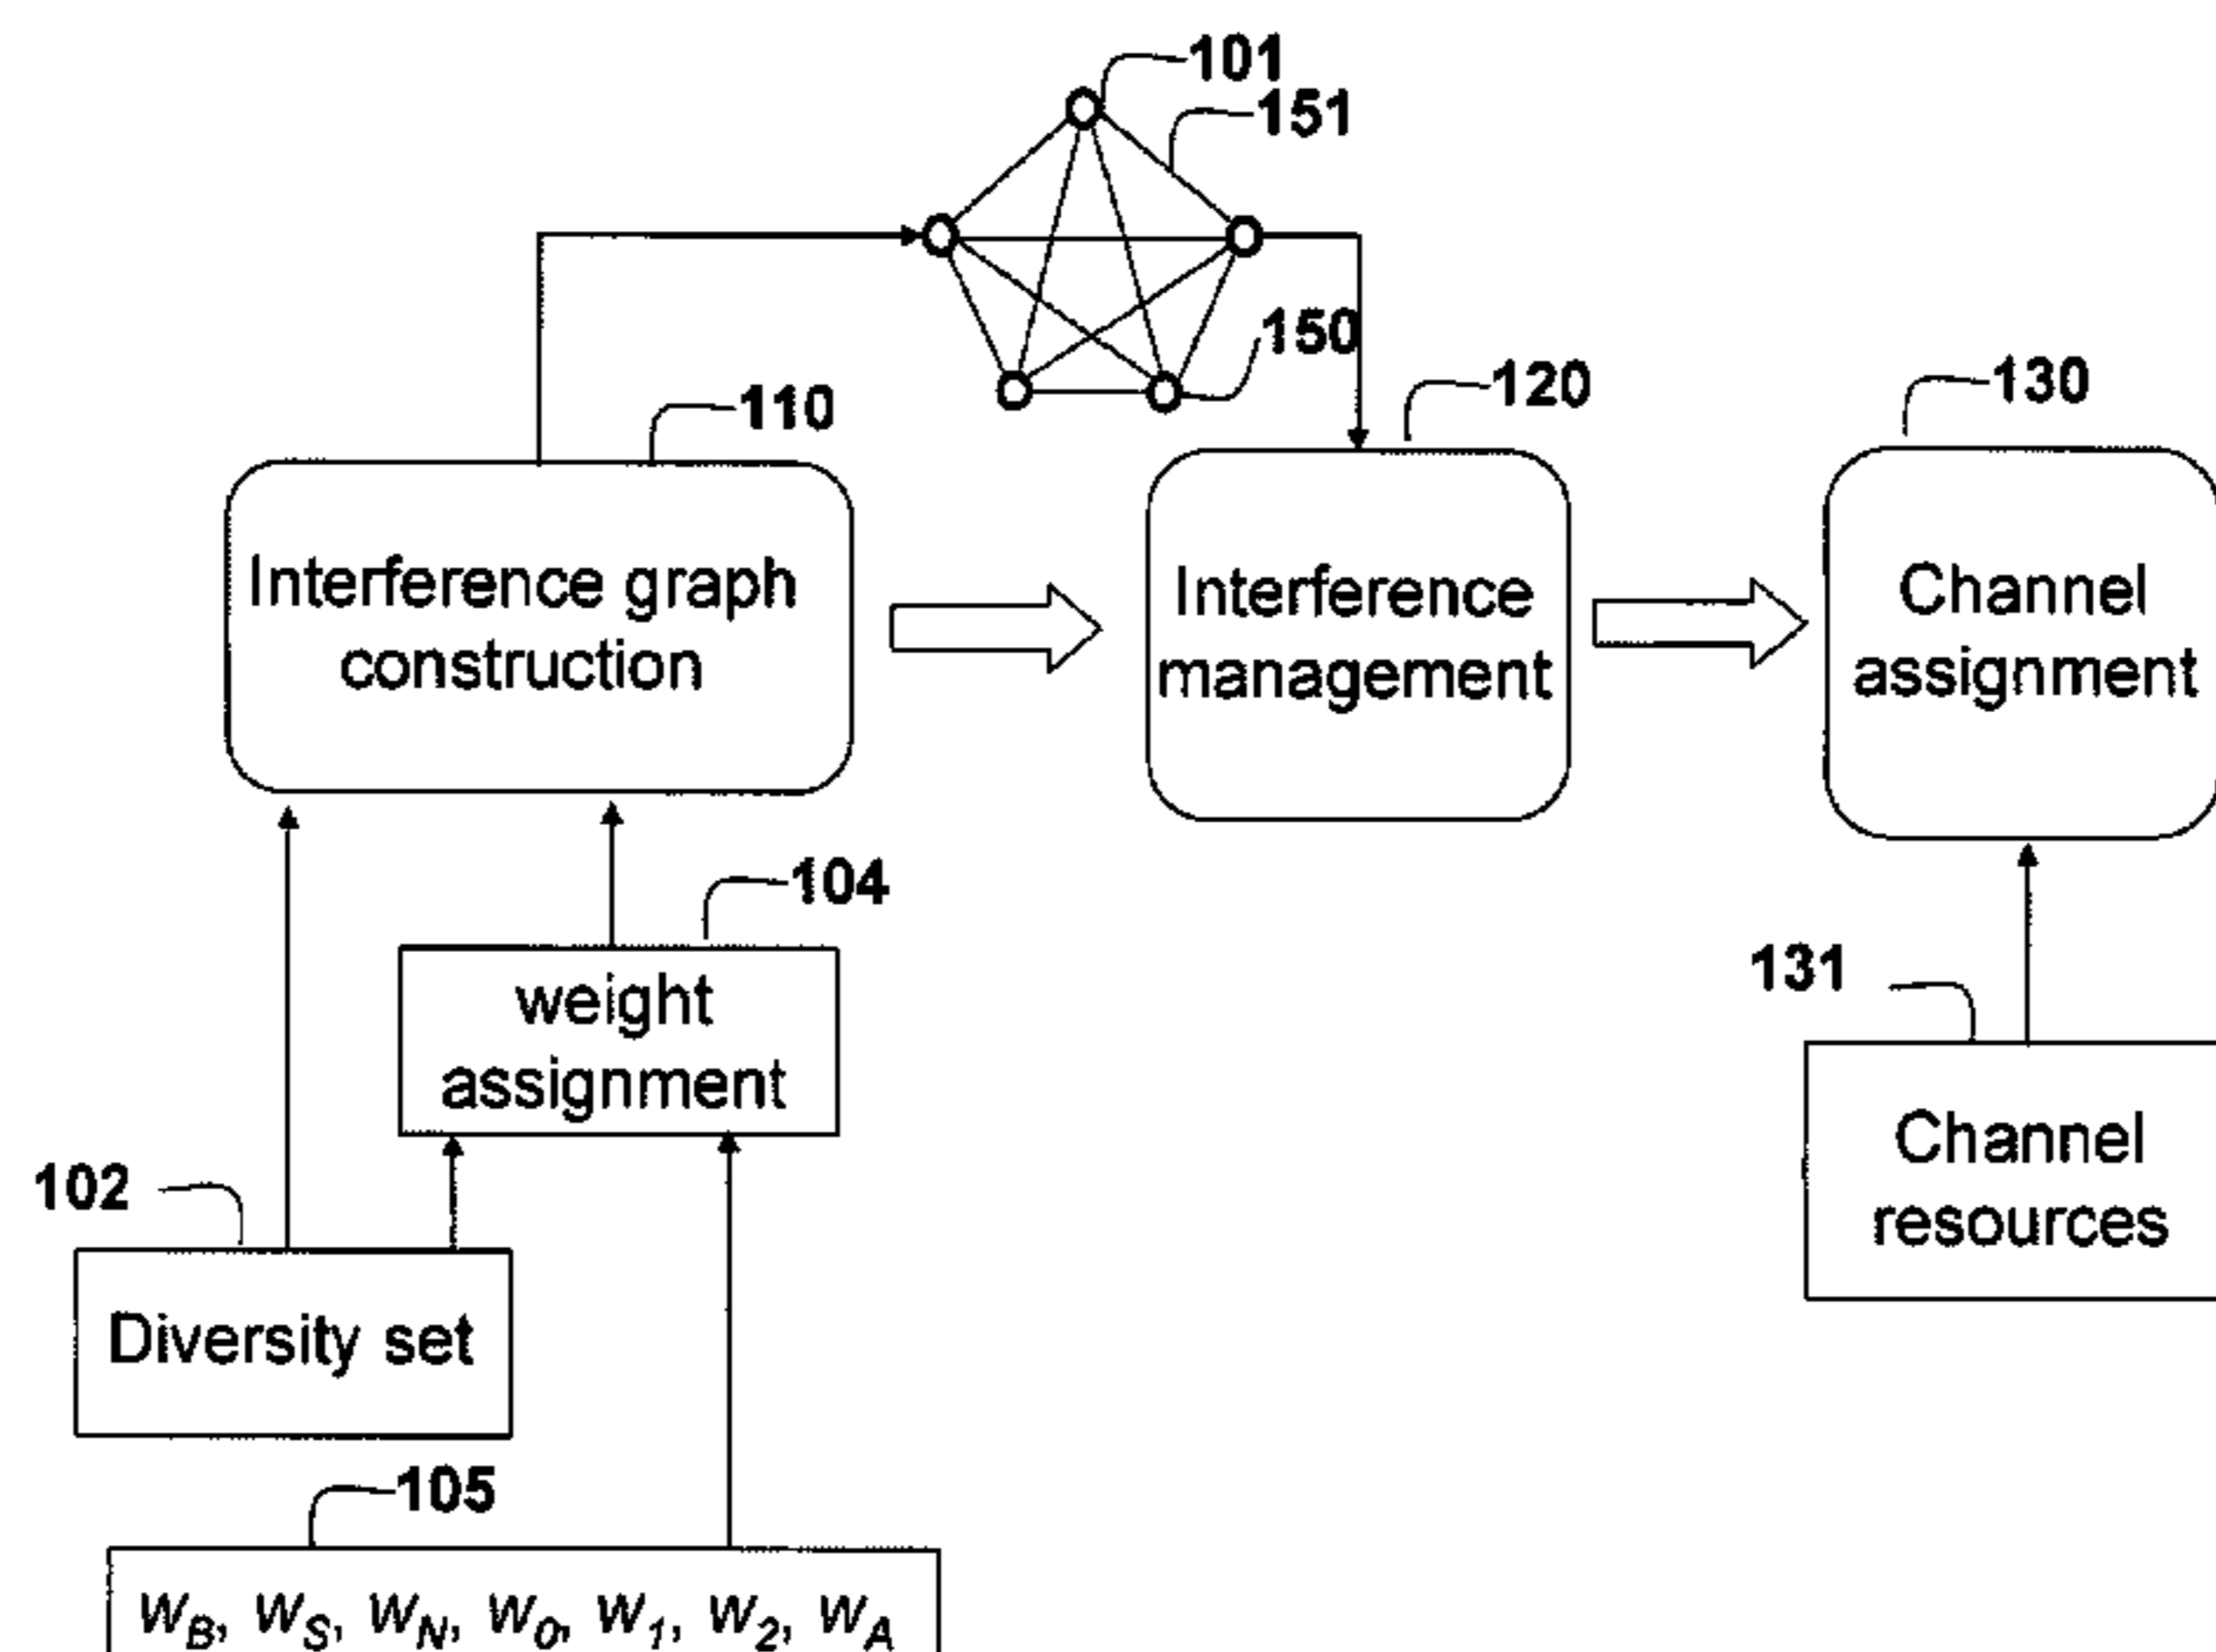 101
151
150
110
120
130
Interference graph
construction
Interference
management
Channel
assignment
104
weight
assignment
131
Channel
resources
102
Diversity set
105
W_B, W_S, W_N, W_0, W_1, W_2, W_A